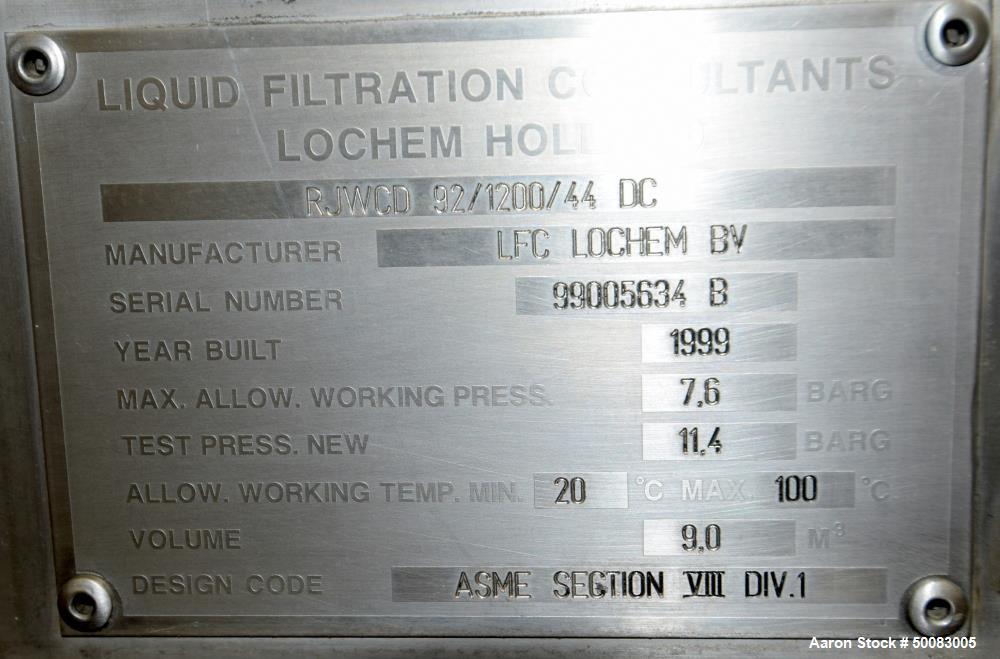 LIQUID FILTRATION CONSULTANTS
LOCHEM HOLLAND
RJWCD 92/1200/44 DC
MANUFACTURER LFC LOCHEM BV
SERIAL NUMBER 99005634 B
YEAR BUILT 1999
MAX. ALLOW. WORKING PRESS. 7,6 BARG
TEST PRESS. NEW 11,4 BARG
ALLOW. WORKING TEMP. MIN. 20 °C MAX. 100 °C
VOLUME 9,0 M³
DESIGN CODE ASME SECTION VIII DIV.1
Aaron Stock # 50083005